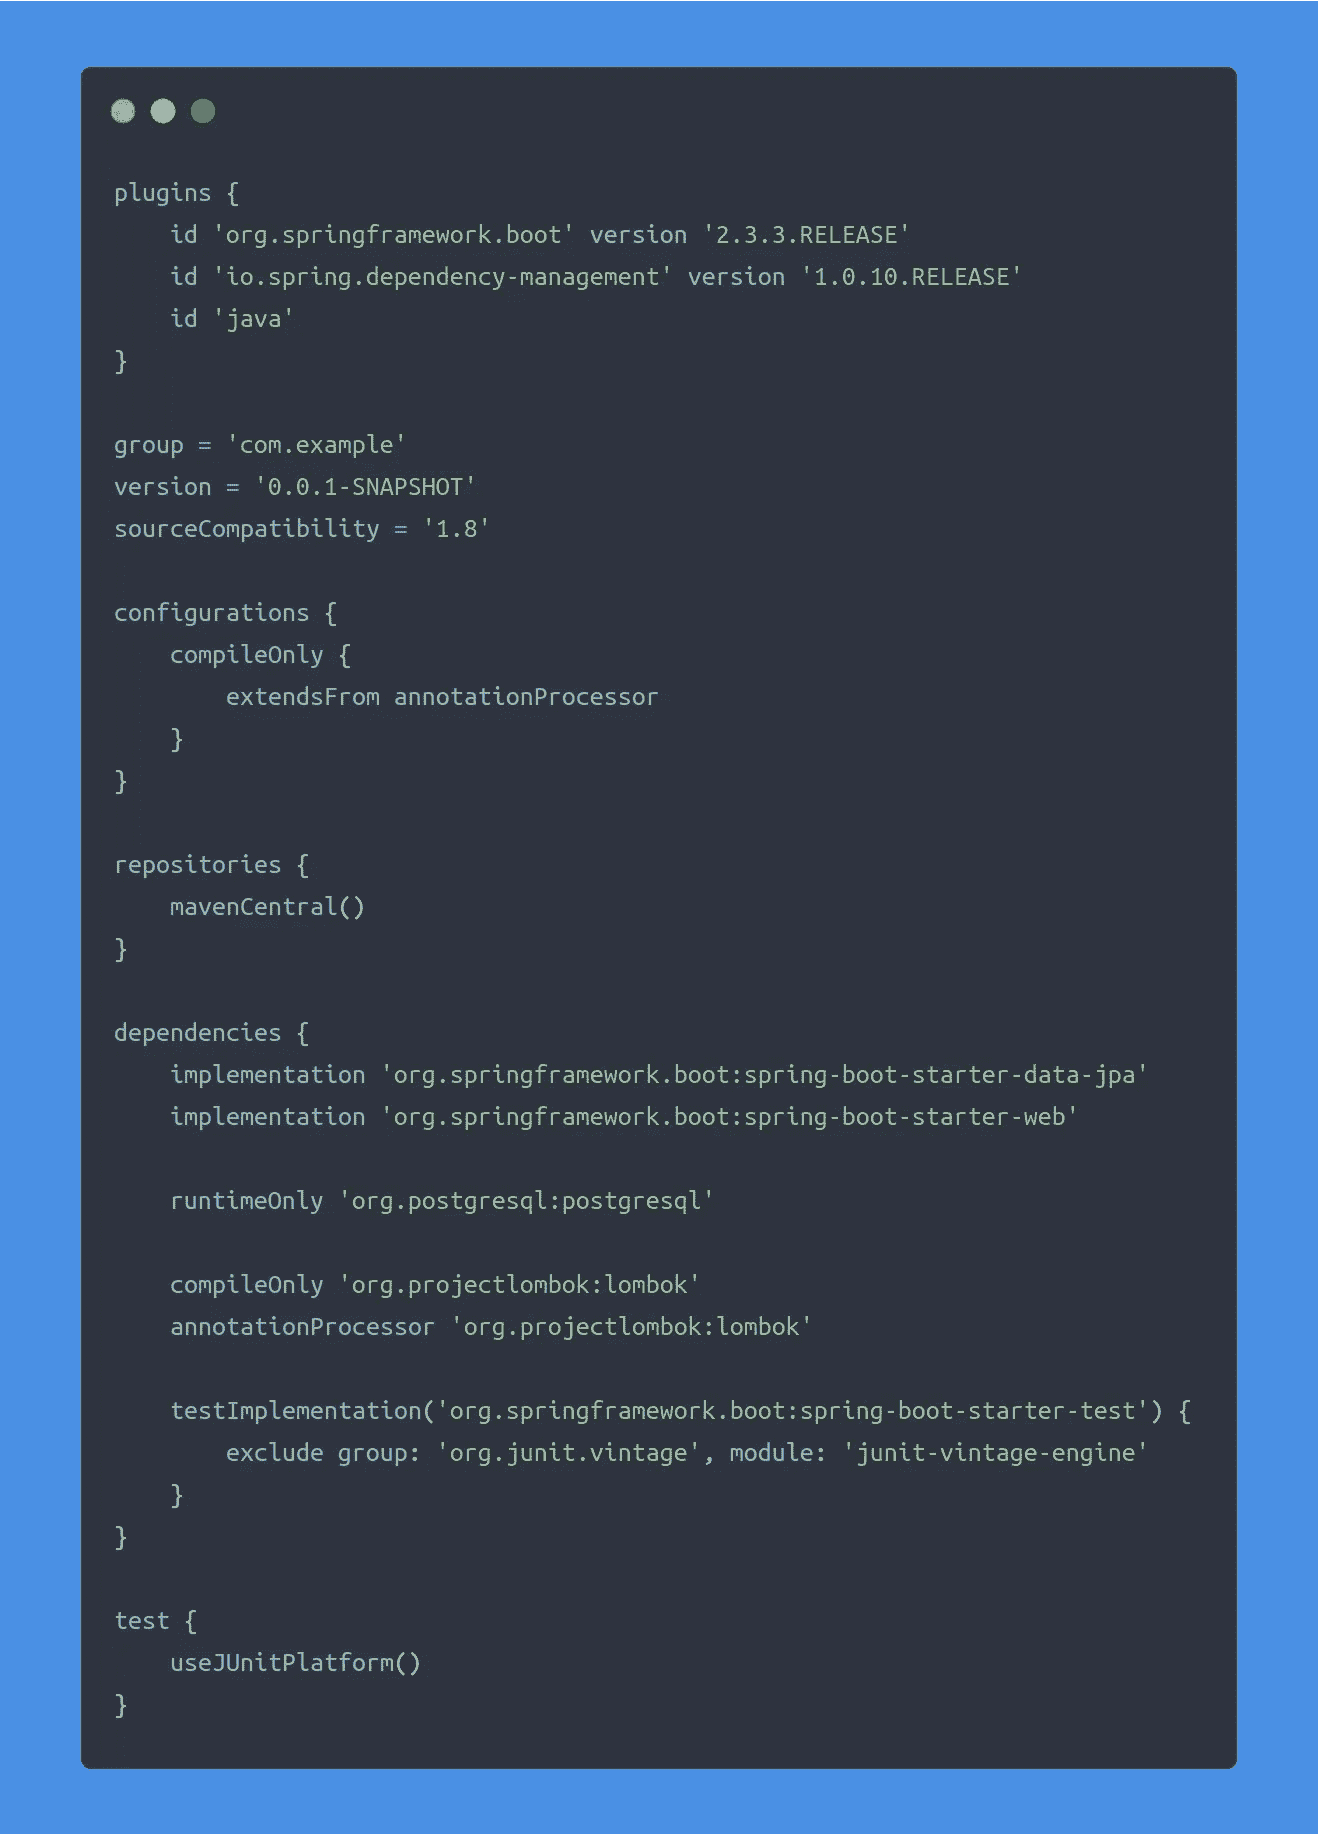 plugins {
    id 'org.springframework.boot' version '2.3.3.RELEASE'
    id 'io.spring.dependency-management' version '1.0.10.RELEASE'
    id 'java'
}

group = 'com.example'
version = '0.0.1-SNAPSHOT'
sourceCompatibility = '1.8'

configurations {
    compileOnly {
        extendsFrom annotationProcessor
    }
}

repositories {
    mavenCentral()
}

dependencies {
    implementation 'org.springframework.boot:spring-boot-starter-data-jpa'
    implementation 'org.springframework.boot:spring-boot-starter-web'

    runtimeOnly 'org.postgresql:postgresql'

    compileOnly 'org.projectlombok:lombok'
    annotationProcessor 'org.projectlombok:lombok'

    testImplementation('org.springframework.boot:spring-boot-starter-test') {
        exclude group: 'org.junit.vintage', module: 'junit-vintage-engine'
    }
}

test {
    useJUnitPlatform()
}